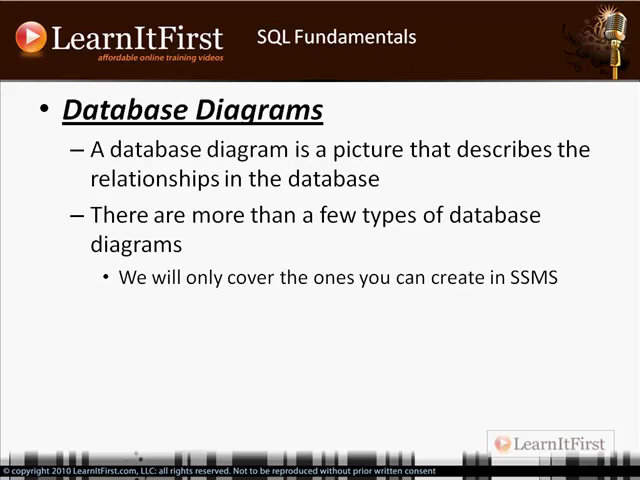 LearnItFirst
affordable online training videos
SQL Fundamentals
• Database Diagrams
– A database diagram is a picture that describes the
relationships in the database
– There are more than a few types of database
diagrams
• We will only cover the ones you can create in SSMS
LearnItFirst
© copyright 2010 LearnItFirst.com, LLC: all rights reserved. Not to be reproduced without prior written consent